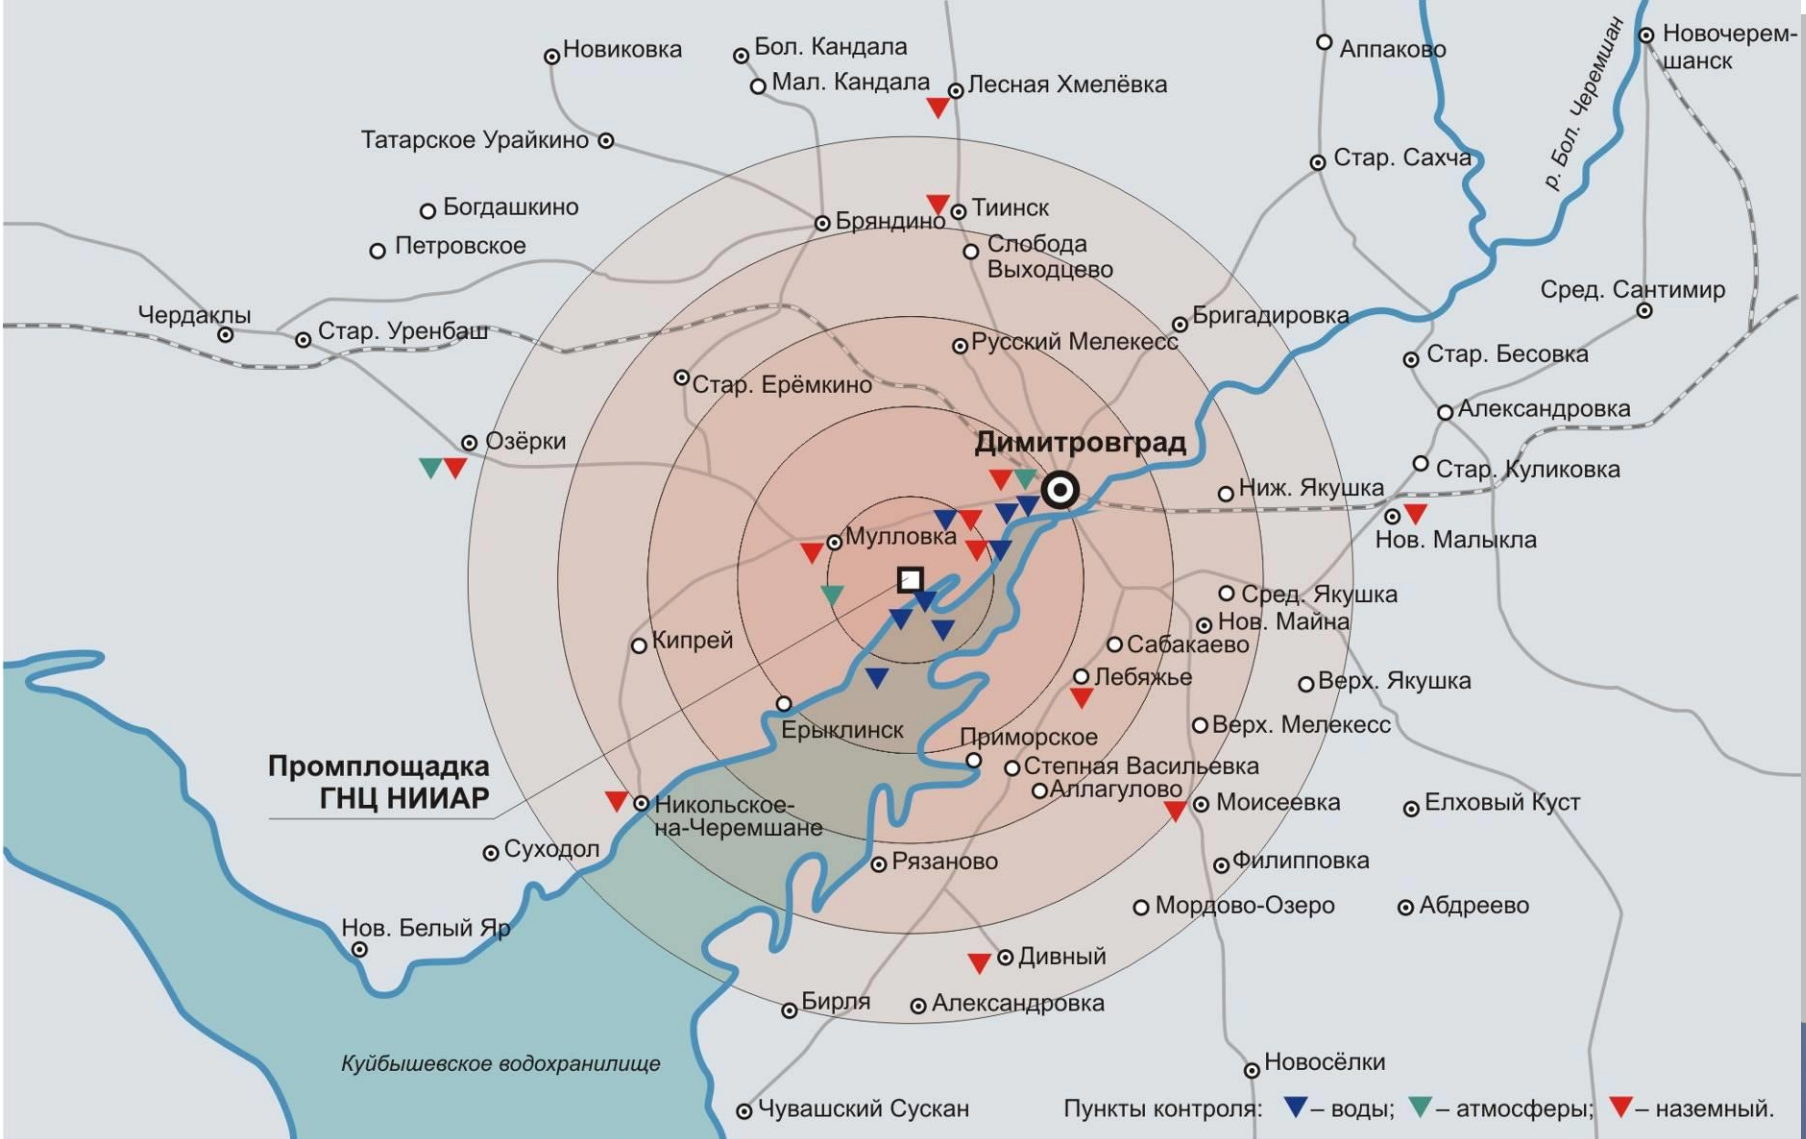 Новиковка
Бол. Кандала
Мал. Кандала
Лесная Хмелёвка
Аппаково
Новочерем-
шанск
р. Бол. Черемшан
Татарское Урайкино
Стар. Сахча
Богдашкино
Бряндино
Тиинск
Петровское
Слобода
Выходцево
Сред. Сантимир
Чердаклы
Стар. Уренбаш
Бригадировка
Русский Мелекесс
Стар. Бесовка
Стар. Ерёмкино
Александровка
Озёрки
Димитровград
Стар. Куликовка
Ниж. Якушка
Мулловка
Нов. Малыкла
Сред. Якушка
Нов. Майна
Кипрей
Сабакаево
Лебяжье
Верх. Якушка
Ерыклинск
Верх. Мелекесс
Приморское
Промплощадка
ГНЦ НИИАР
Степная Васильевка
Аллагулово
Никольское-
на-Черемшане
Моисеевка
Елховый Куст
Суходол
Рязаново
Филипповка
Мордово-Озеро
Абдреево
Нов. Белый Яр
Дивный
Бирля
Александровка
Куйбышевское водохранилище
Новосёлки
Чувашский Сускан
Пункты контроля: – воды; – атмосферы; – наземный.